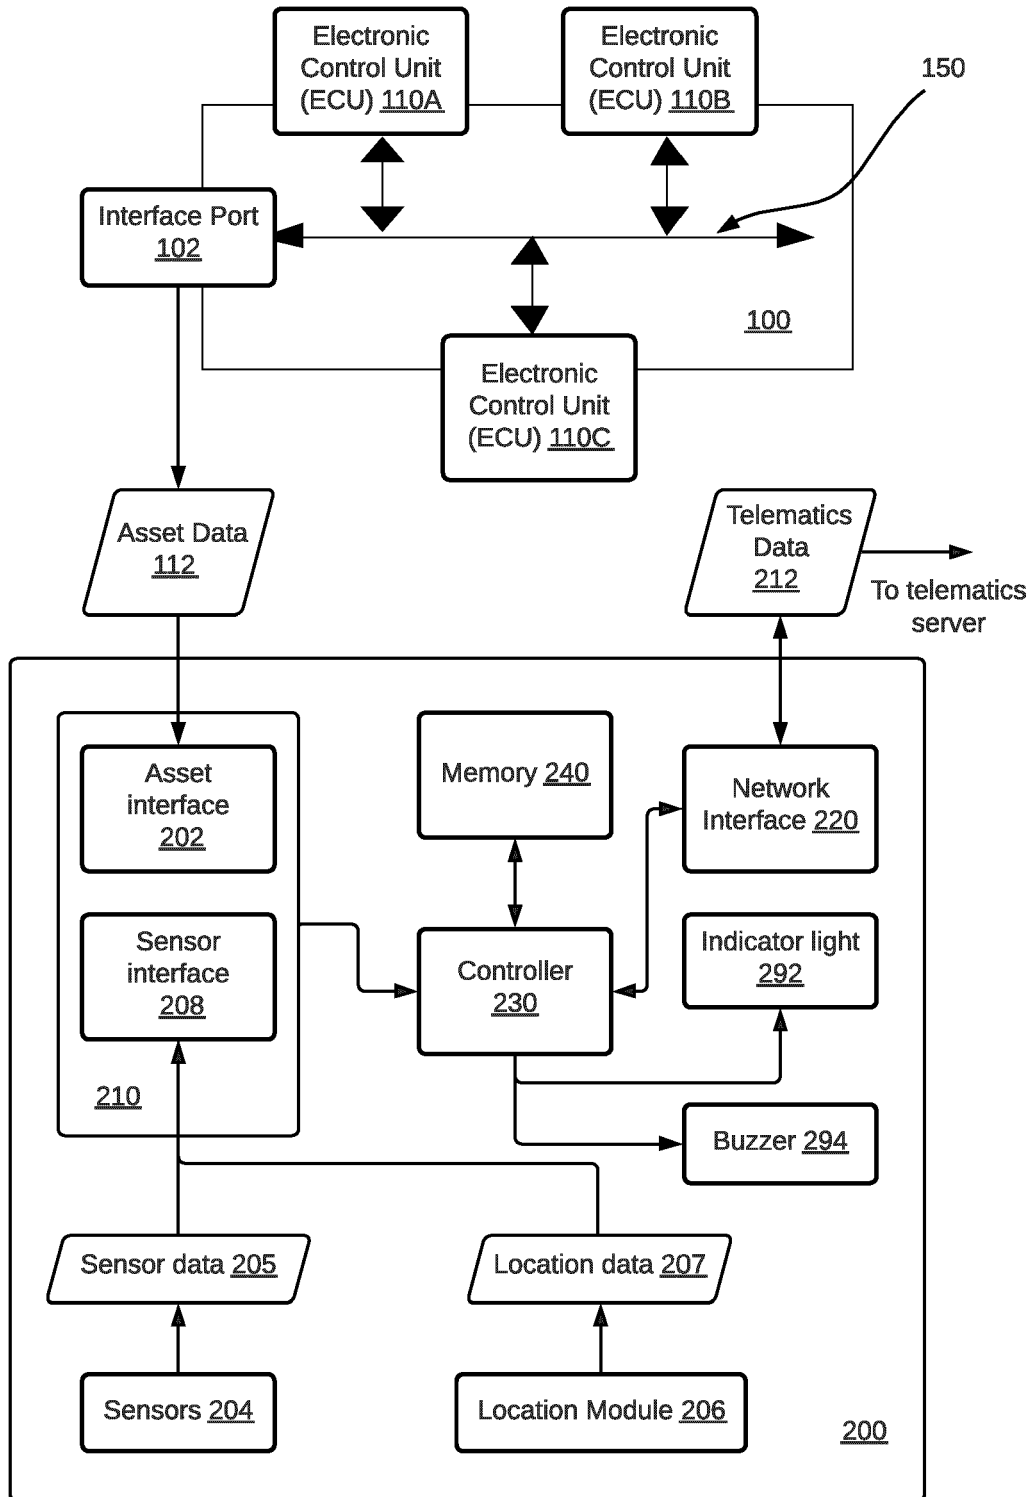 Electronic
Control Unit
(ECU) 110A
Electronic
Control Unit
(ECU) 110B
150
Interface Port
102
100
Electronic
Control Unit
(ECU) 110C
Asset Data
112
Telematics
Data
212
To telematics
server
Asset
interface
202
Memory 240
Network
Interface 220
Sensor
interface
208
Controller
230
Indicator light
292
210
Buzzer 294
Sensor data 205
Location data 207
Sensors 204
Location Module 206
200